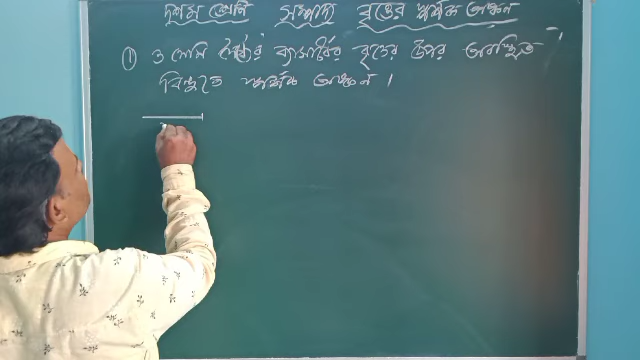 দশম শ্রেণি সম্পাদ্য বৃত্তের স্পর্শক অঙ্কন
① ৩ সেমি দৈর্ঘ্যের ব্যাসার্ধের বৃত্তের উপর অবস্থিত
বিন্দুতে স্পর্শক অঙ্কন ।